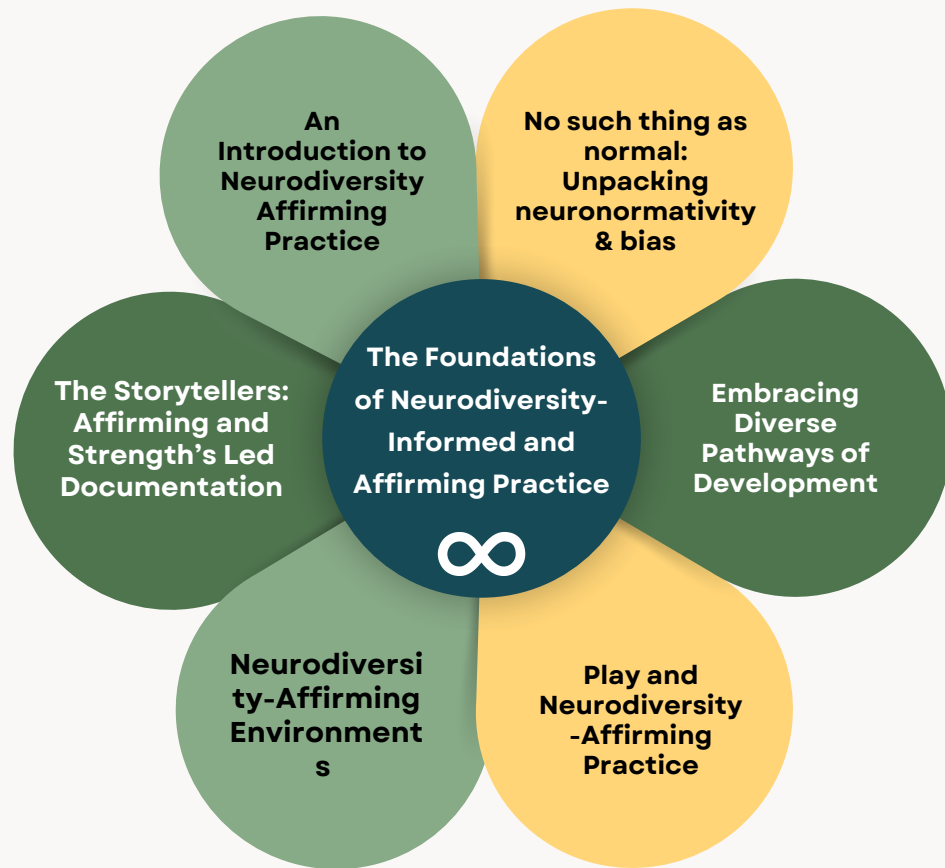 An
Introduction to
Neurodiversity
Affirming
Practice
No such thing as
normal:
Unpacking
neuronormativity
& bias
The Storytellers:
Affirming and
Strength’s Led
Documentation
The Foundations
of Neurodiversity-
Informed and
Affirming Practice
Embracing
Diverse
Pathways of
Development
Neurodiversi
ty-Affirming
Environment
s
Play and
Neurodiversity
-Affirming
Practice